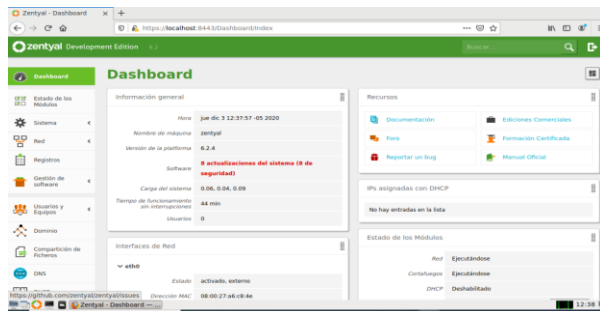 Zentyal - Dashboard
https://localhost:8443/Dashboard/Index
zentyal Development Edition 6.2
Buscar...
Dashboard
Estado de los
Módulos
Sistema
Red
Registros
Gestión de
software
Usuarios y
Equipos
Dominio
Compartición de
Ficheros
DNS
https://github.com/zentyal/zentyal/issues
Dashboard
Información general
Hora jue dic 3 12:37:57 -05 2020
Nombre de máquina zentyal
Versión de la plataforma 6.2.4
Software 8 actualizaciones del sistema (8 de
seguridad)
Carga del sistema 0.06, 0.04, 0.09
Tiempo de funcionamiento
sin interrupciones 44 min
Usuarios 0
Interfaces de Red
eth0
Estado activado, externo
Dirección MAC 08:00:27:a6:c8:4e
Recursos
Documentación
Ediciones Comerciales
Foro
Formación Certificada
Reportar un bug
Manual Oficial
IPs asignadas con DHCP
No hay entradas en la lista
Estado de los Módulos
Red Ejecutándose
Cortafuegos Ejecutándose
DHCP Deshabilitado
Zentyal - Dashboard — ...
12:38